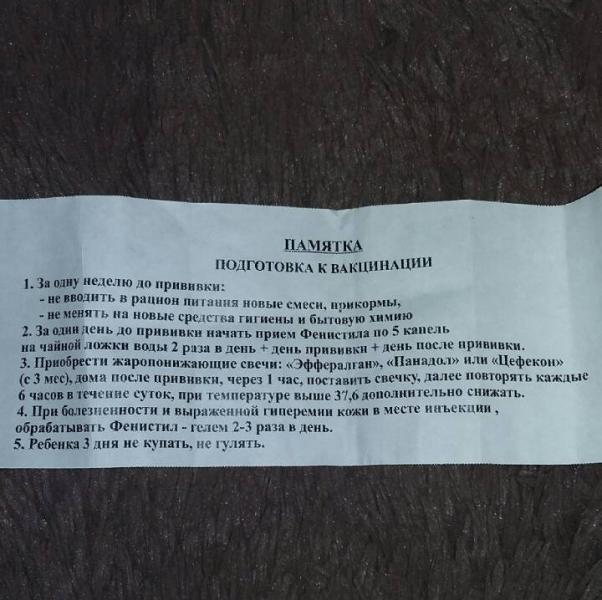 ПАМЯТКА
ПОДГОТОВКА К ВАКЦИНАЦИИ
1. За одну неделю до прививки:
- не вводить в рацион питания новые смеси, прикормы,
- не менять на новые средства гигиены и бытовую химию
2. За один день до прививки начать прием Фенистила по 5 капель
на чайной ложки воды 2 раза в день + день прививки + день после прививки.
3. Приобрести жаропонижающие свечи: «Эффералган», «Панадол» или «Цефекон»
(с 3 мес), дома после прививки, через 1 час, поставить свечку, далее повторять каждые
6 часов в течение суток, при температуре выше 37,6 дополнительно снижать.
4. При болезненности и выраженной гиперемии кожи в месте инъекции ,
обрабатывать Фенистил - гелем 2-3 раза в день.
5. Ребенка 3 дня не купать, не гулять.